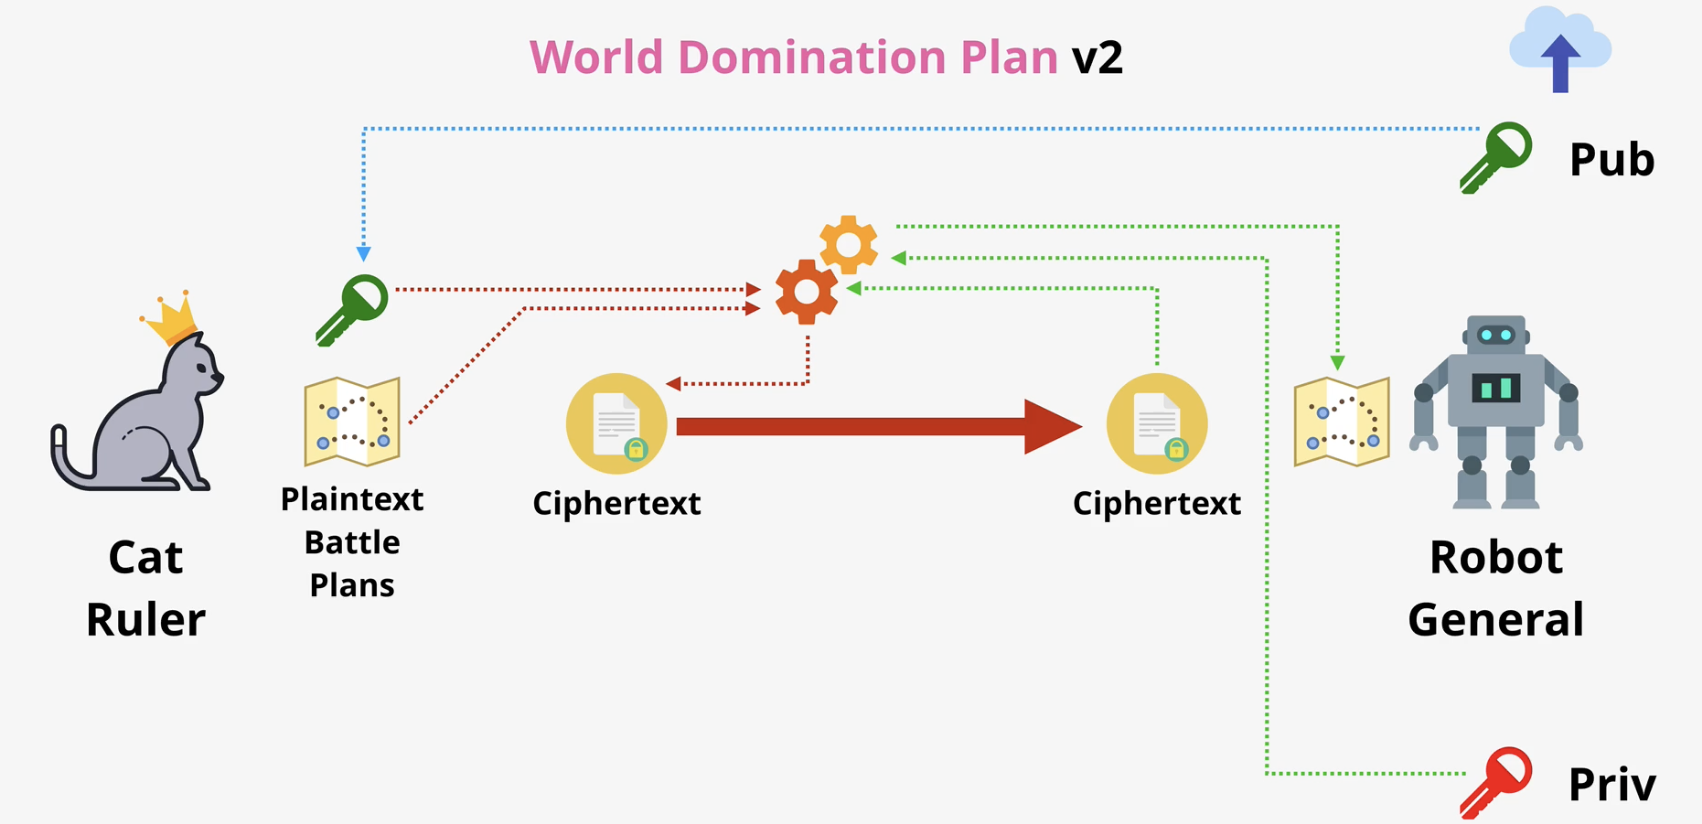 World Domination Plan v2
Pub
Plaintext
Battle
Plans
Ciphertext
Ciphertext
Cat
Ruler
Robot
General
Priv